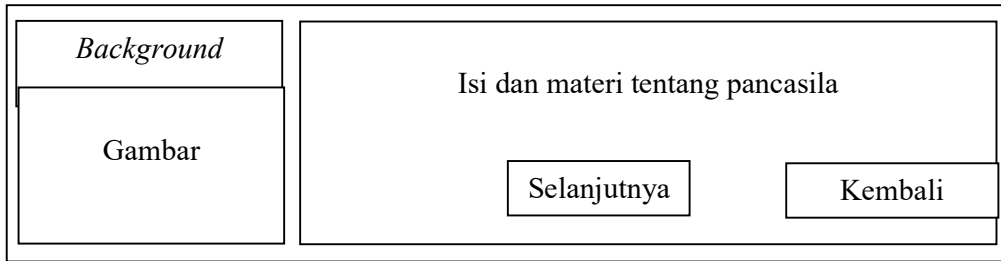 Background
Gambar
Isi dan materi tentang pancasila
Selanjutnya
Kembali